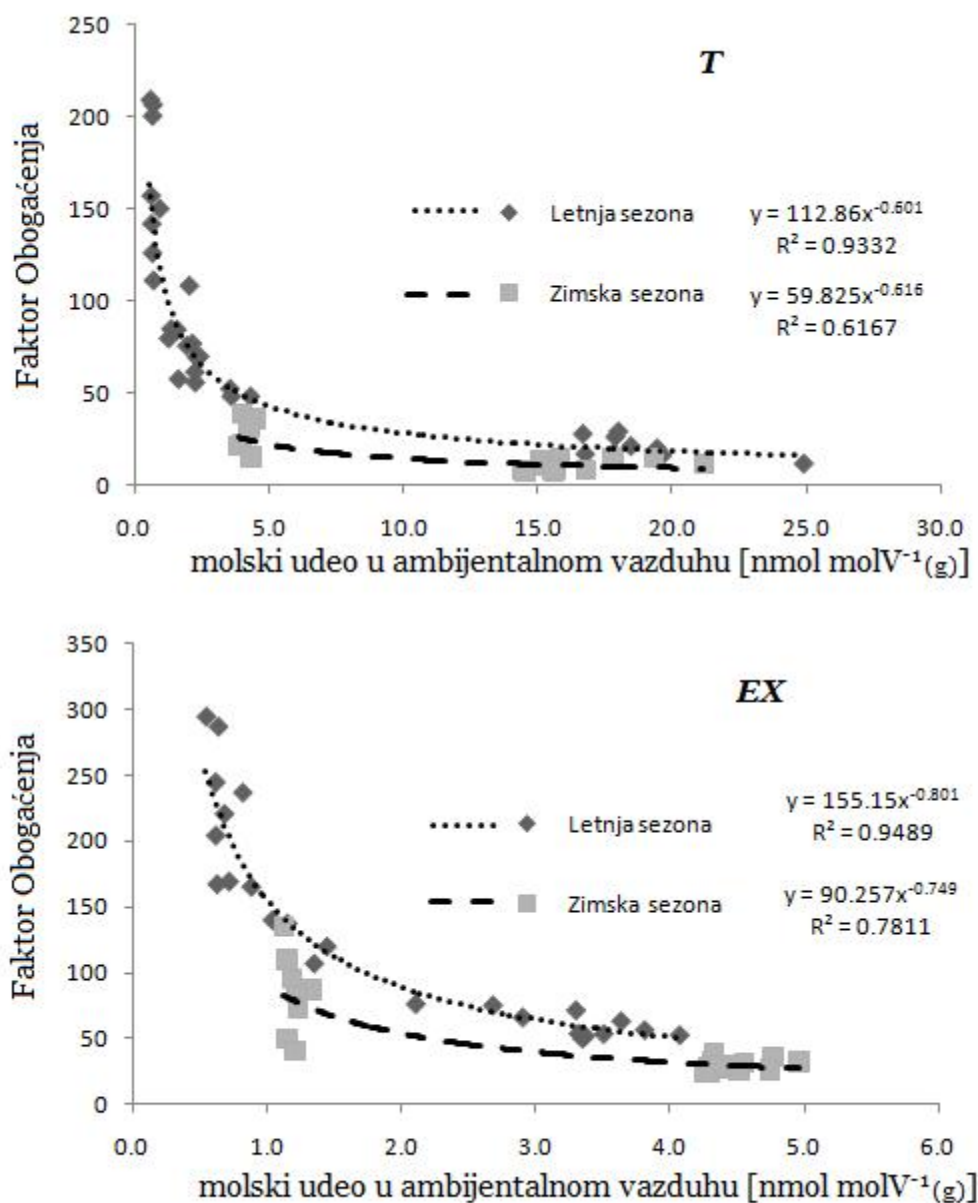 250
T
200
150
100
50
0
Faktor Obogaćenja
Letnja sezona
y = 112.86x⁻⁰·⁶⁰¹
R² = 0.9332
Zimska sezona
y = 59.825x⁻⁰·⁶¹⁶
R² = 0.6167
0.0 5.0 10.0 15.0 20.0 25.0 30.0
molski udeo u ambijentalnom vazduhu [nmol molV⁻¹(g)]
350
EX
300
250
200
150
100
50
0
Faktor Obogaćenja
Letnja sezona
y = 155.15x⁻⁰·⁸⁰¹
R² = 0.9489
Zimska sezona
y = 90.257x⁻⁰·⁷⁴⁹
R² = 0.7811
0.0 1.0 2.0 3.0 4.0 5.0 6.0
molski udeo u ambijentalnom vazduhu [nmol molV⁻¹(g)]